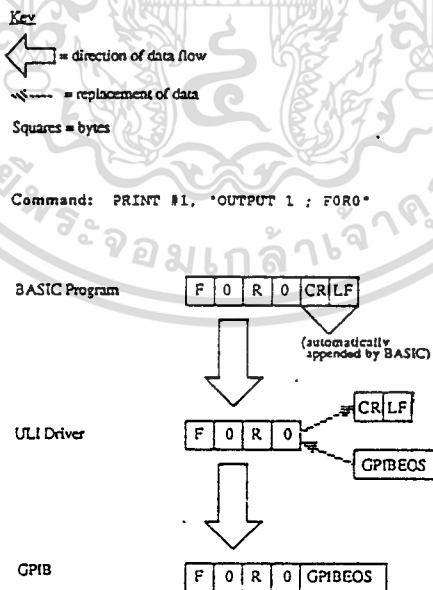 Key
= direction of data flow
= replacement of data
Squares = bytes
Command: PRINT #1, "OUTPUT 1 ; F0R0"
BASIC Program
F 0 R 0 CR LF
(automatically
appended by BASIC)
CR LF
ULI Driver
F 0 R 0
GPIBEOS
GPIB
F 0 R 0 GPIBEOS